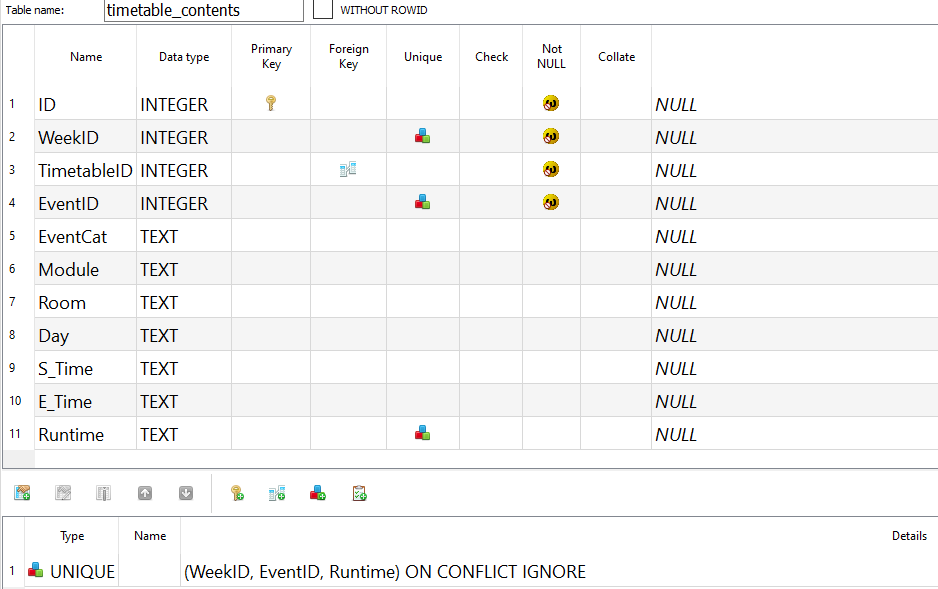 Table name: timetable_contents WITHOUT ROWID
Name Data type Primary Key Foreign Key Unique Check Not NULL Collate
1 ID INTEGER NULL
2 WeekID INTEGER NULL
3 TimetableID INTEGER NULL
4 EventID INTEGER NULL
5 EventCat TEXT NULL
6 Module TEXT NULL
7 Room TEXT NULL
8 Day TEXT NULL
9 S_Time TEXT NULL
10 E_Time TEXT NULL
11 Runtime TEXT NULL
Type Name Details
1 UNIQUE (WeekID, EventID, Runtime) ON CONFLICT IGNORE